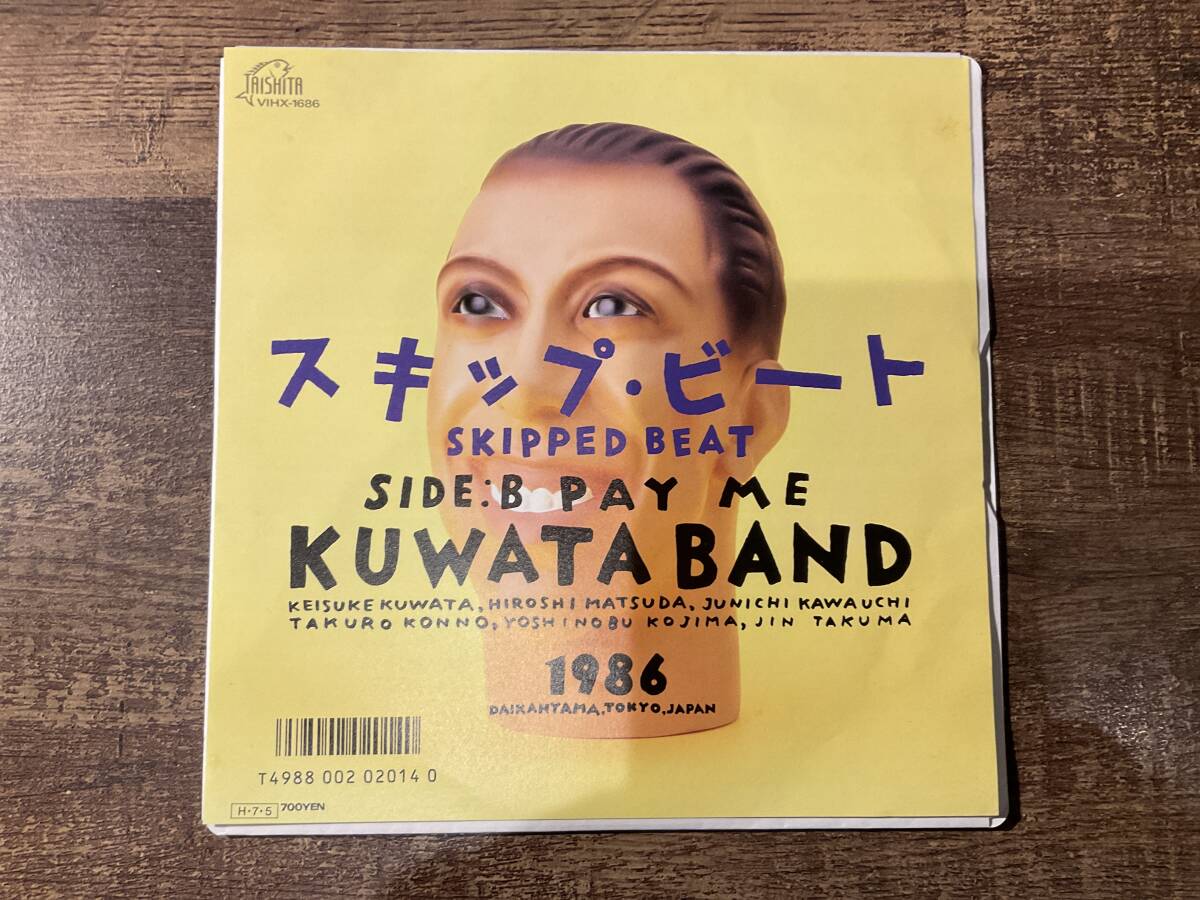 TAISHITA
VIHX-1686
スキップ・ビート
SKIPPED BEAT
SIDE:B PAY ME
KUWATA BAND
KEISUKE KUWATA, HIROSHI MATSUDA, JUNICHI KAWAUCHI
TAKURO KONNO, YOSHINOBU KOJIMA, JIN TAKUMA
1986
DAIKANYAMA, TOKYO, JAPAN
T4988 002 02014 0
H・7・5 700YEN